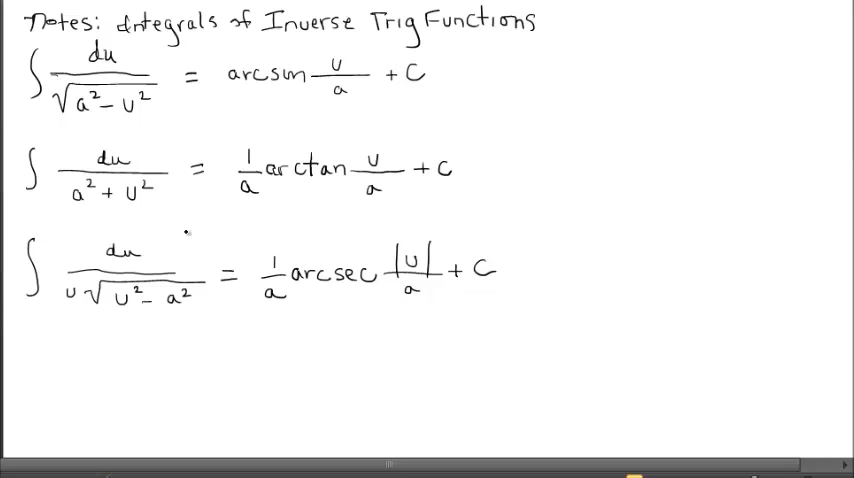 Notes: Integrals of Inverse Trig Functions
∫ du/√(a² - u²) = arcsin u/a + C
∫ du/(a² + u²) = 1/a arctan u/a + C
∫ du/(u√(u² - a²)) = 1/a arcsec |u|/a + C